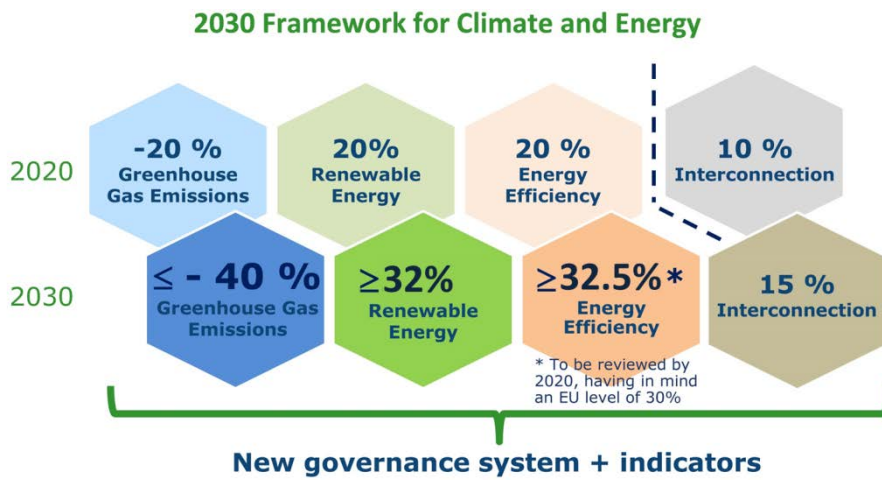 2030 Framework for Climate and Energy
2020
-20 %
Greenhouse
Gas Emissions
20%
Renewable
Energy
20 %
Energy
Efficiency
10 %
Interconnection
2030
≤ - 40 %
Greenhouse Gas
Emissions
≥32%
Renewable
Energy
≥32.5%*
Energy
Efficiency
15 %
Interconnection
* To be reviewed by
2020, having in mind
an EU level of 30%
New governance system + indicators